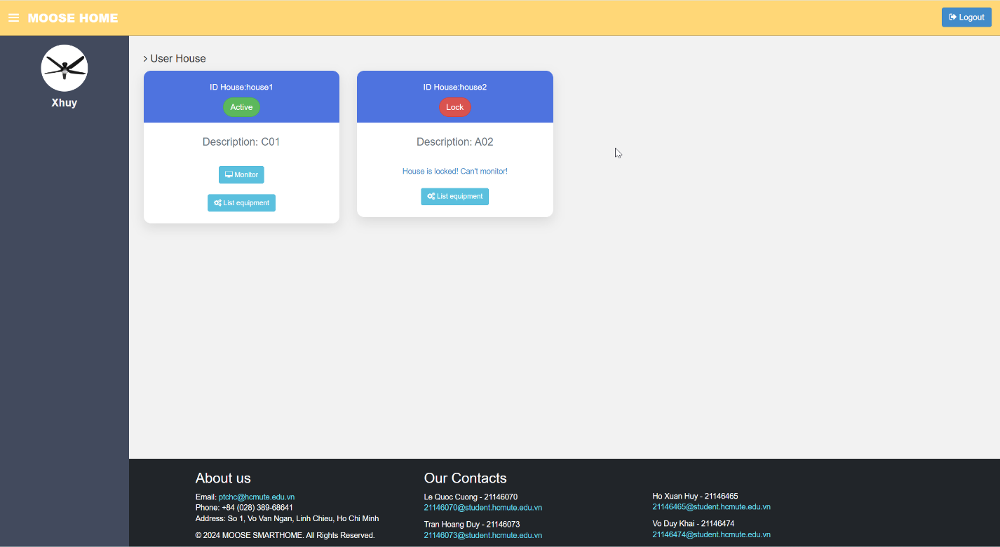 MOOSE HOME
Logout
Xhuy
User House
ID House:house1
Active
Description: C01
Monitor
List equipment
ID House:house2
Lock
Description: A02
House is locked! Can't monitor!
List equipment
About us
Email: ptchc@hcmute.edu.vn
Phone: +84 (028) 389-68641
Address: So 1, Vo Van Ngan, Linh Chieu, Ho Chi Minh
© 2024 MOOSE SMARTHOME. All Rights Reserved.
Our Contacts
Le Quoc Cuong - 21146070
21146070@student.hcmute.edu.vn
Tran Hoang Duy - 21146073
21146073@student.hcmute.edu.vn
Ho Xuan Huy - 21146465
21146465@student.hcmute.edu.vn
Vo Duy Khai - 21146474
21146474@student.hcmute.edu.vn